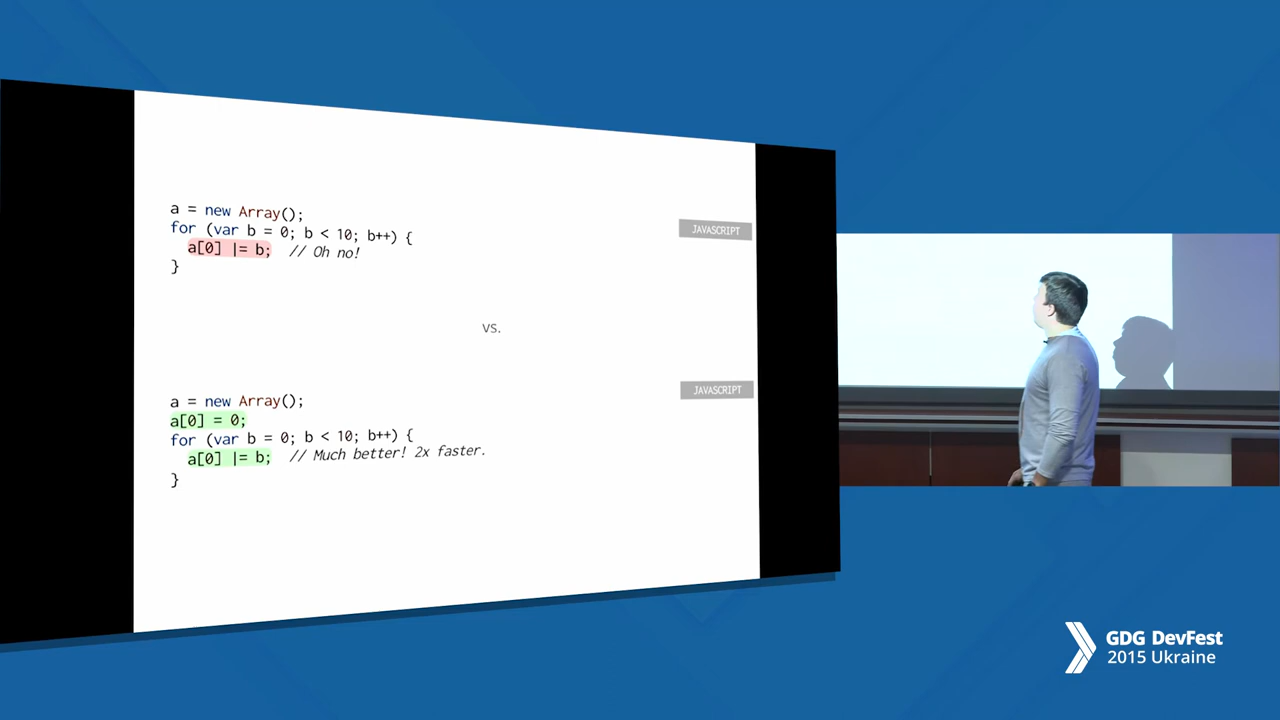 a = new Array();
for (var b = 0; b < 10; b++) {
a[0] |= b; // Oh no!
}
JAVASCRIPT
vs.
JAVASCRIPT
a = new Array();
a[0] = 0;
for (var b = 0; b < 10; b++) {
a[0] |= b; // Much better! 2x faster.
}
GDG DevFest
2015 Ukraine